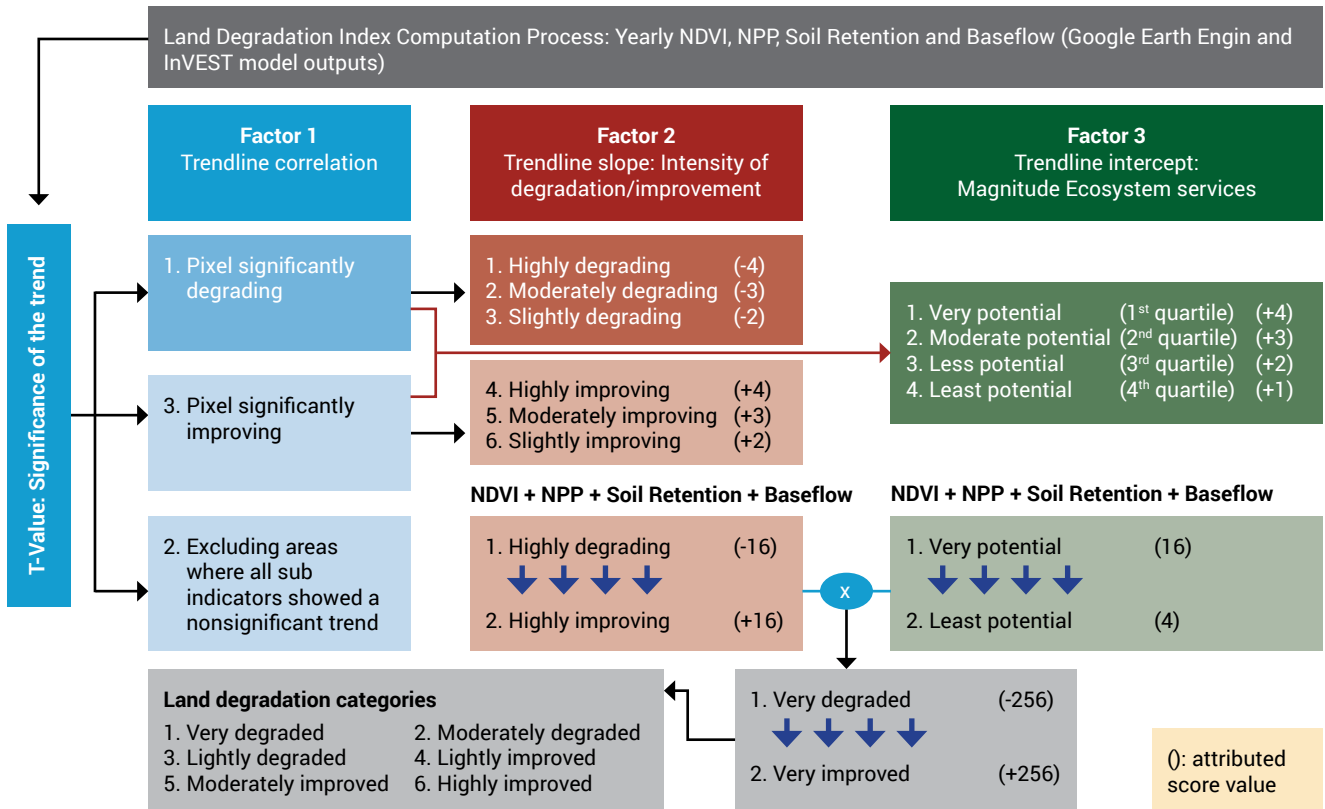 Land Degradation Index Computation Process: Yearly NDVI, NPP, Soil Retention and Baseflow (Google Earth Engin and
InVEST model outputs)
T-Value: Significance of the trend
Factor 1
Trendline correlation
Factor 2
Trendline slope: Intensity of
degradation/improvement
Factor 3
Trendline intercept:
Magnitude Ecosystem services
1. Pixel significantly
degrading
3. Pixel significantly
improving
2. Excluding areas
where all sub
indicators showed a
nonsignificant trend
1. Highly degrading (-4)
2. Moderately degrading (-3)
3. Slightly degrading (-2)
4. Highly improving (+4)
5. Moderately improving (+3)
6. Slightly improving (+2)
1. Very potential (1st quartile) (+4)
2. Moderate potential (2nd quartile) (+3)
3. Less potential (3rd quartile) (+2)
4. Least potential (4th quartile) (+1)
NDVI + NPP + Soil Retention + Baseflow
1. Highly degrading (-16)
2. Highly improving (+16)
x
NDVI + NPP + Soil Retention + Baseflow
1. Very potential (16)
2. Least potential (4)
Land degradation categories
1. Very degraded 2. Moderately degraded
3. Lightly degraded 4. Lightly improved
5. Moderately improved 6. Highly improved
1. Very degraded (-256)
2. Very improved (+256)
(): attributed
score value